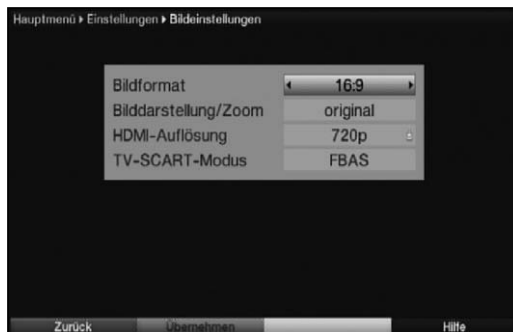 Hauptmenü ▸ Einstellungen ▸ Bildeinstellungen
Bildformat 16:9
Bilddarstellung/Zoom original
HDMI-Auflösung 720p
TV-SCART-Modus FBAS
Zurück Übernehmen Hilfe